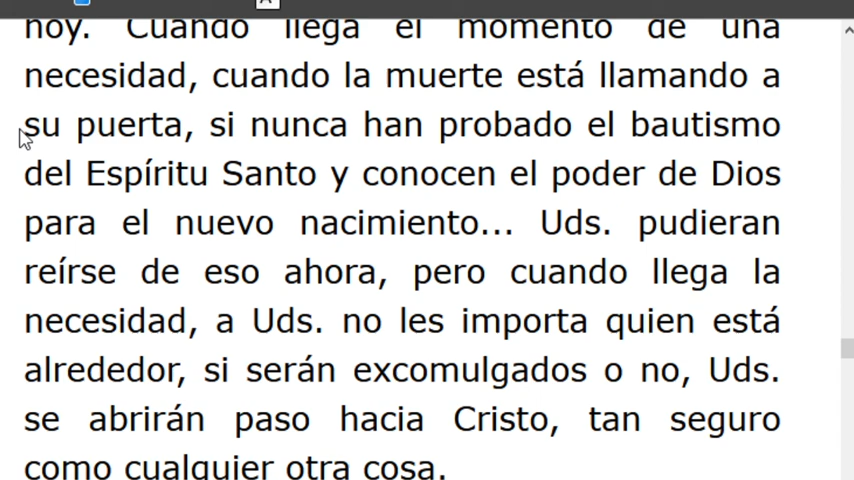 hoy. Cuando llega el momento de una
necesidad, cuando la muerte está llamando a
su puerta, si nunca han probado el bautismo
del Espíritu Santo y conocen el poder de Dios
para el nuevo nacimiento... Uds. pudieran
reírse de eso ahora, pero cuando llega la
necesidad, a Uds. no les importa quien está
alrededor, si serán excomulgados o no, Uds.
se abrirán paso hacia Cristo, tan seguro
como cualquier otra cosa.